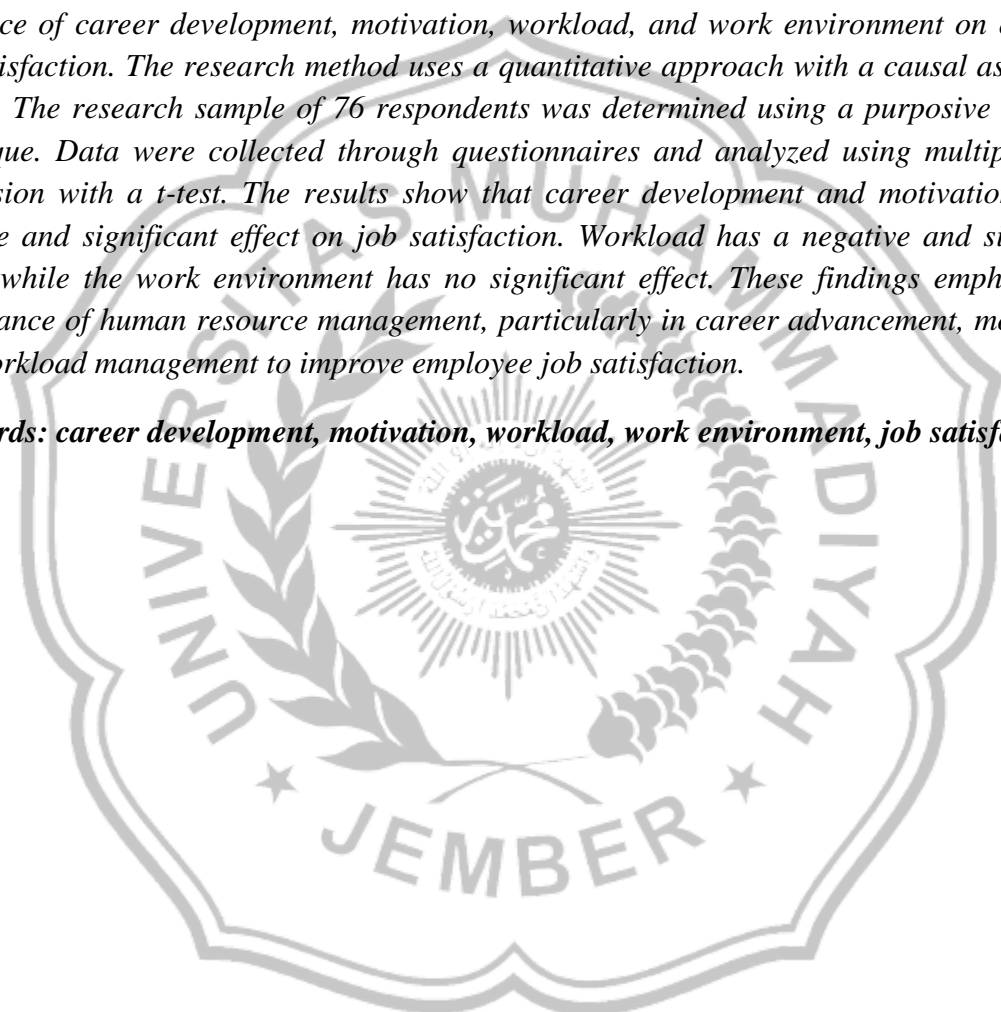 ce of career development, motivation, workload, and work environment on
isfaction. The research method uses a quantitative approach with a causal as
The research sample of 76 respondents was determined using a purposive
que. Data were collected through questionnaires and analyzed using multip
sion with a t-test. The results show that career development and motivation
e and significant effect on job satisfaction. Workload has a negative and si
while the work environment has no significant effect. These findings emph
ance of human resource management, particularly in career advancement, mo
orkload management to improve employee job satisfaction.
rds: career development, motivation, workload, work environment, job satisf
UNIVERSITAS MUHAMMADIYAH
JEMBER